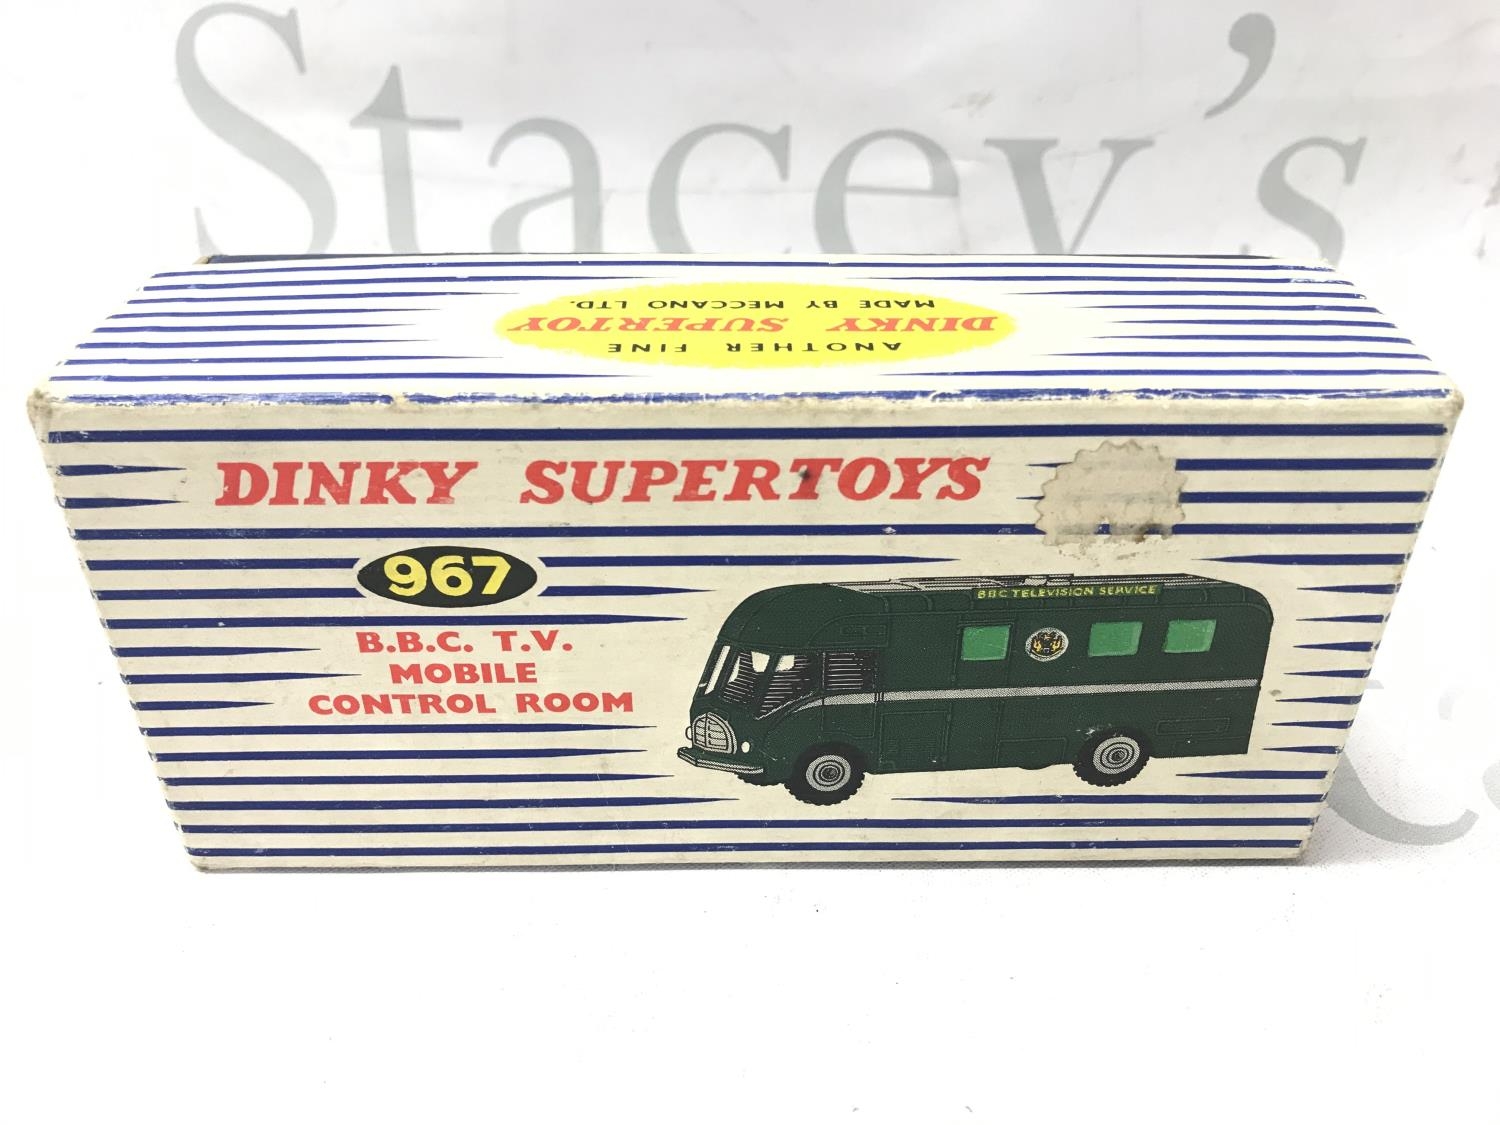 Stacey's
ANOTHER FINE
DINKY SUPERTOY
MADE BY MECCANO LTD.
DINKY SUPERTOYS
967
B.B.C. T.V.
MOBILE
CONTROL ROOM
BBC TELEVISION SERVICE